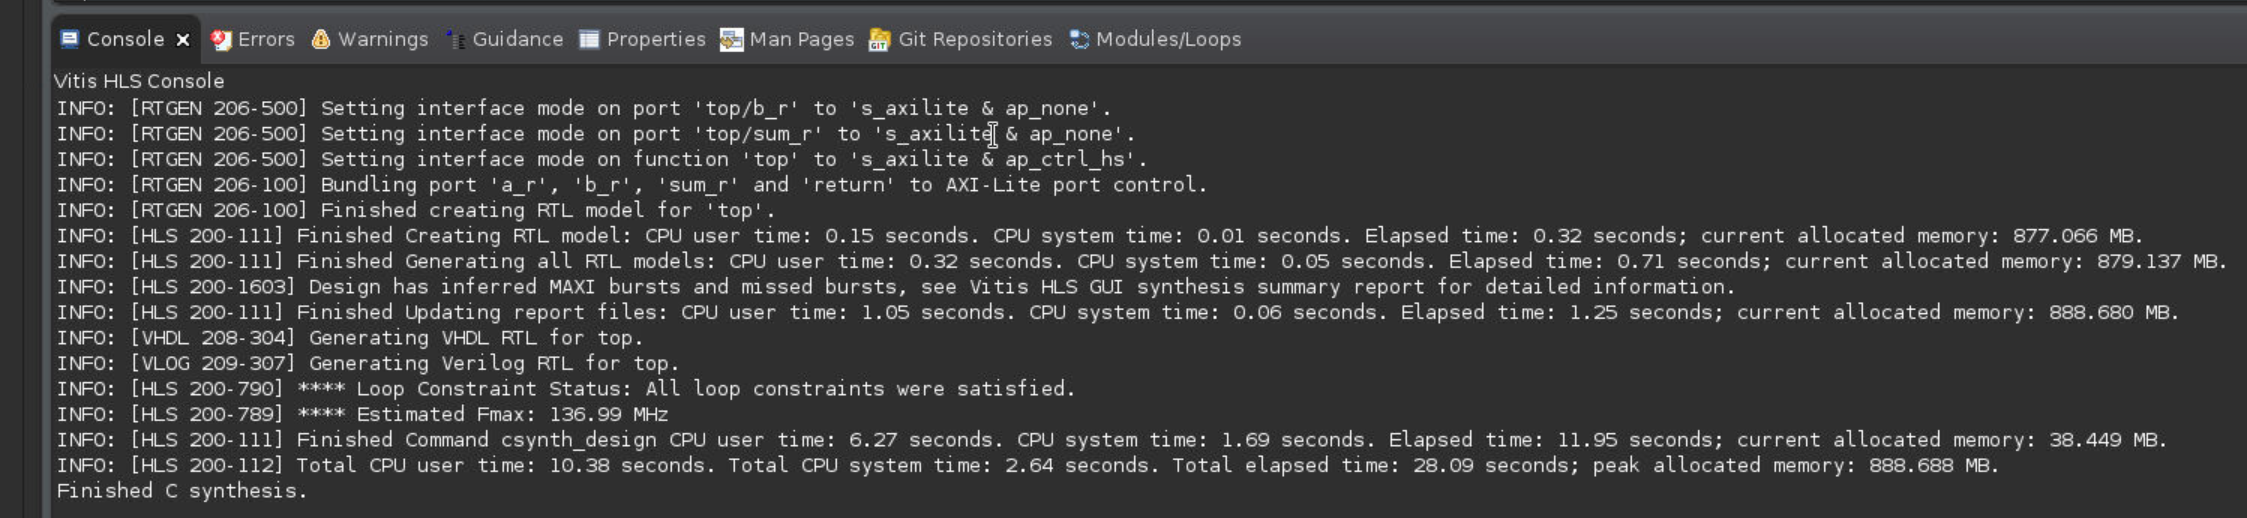 Console Errors Warnings Guidance Properties Man Pages Git Repositories Modules/Loops
Vitis HLS Console
INFO: [RTGEN 206-500] Setting interface mode on port 'top/b_r' to 's_axilite & ap_none'.
INFO: [RTGEN 206-500] Setting interface mode on port 'top/sum_r' to 's_axilite & ap_none'.
INFO: [RTGEN 206-500] Setting interface mode on function 'top' to 's_axilite & ap_ctrl_hs'.
INFO: [RTGEN 206-100] Bundling port 'a_r', 'b_r', 'sum_r' and 'return' to AXI-Lite port control.
INFO: [RTGEN 206-100] Finished creating RTL model for 'top'.
INFO: [HLS 200-111] Finished Creating RTL model: CPU user time: 0.15 seconds. CPU system time: 0.01 seconds. Elapsed time: 0.32 seconds; current allocated memory: 877.066 MB.
INFO: [HLS 200-111] Finished Generating all RTL models: CPU user time: 0.32 seconds. CPU system time: 0.05 seconds. Elapsed time: 0.71 seconds; current allocated memory: 879.137 MB.
INFO: [HLS 200-1603] Design has inferred MAXI bursts and missed bursts, see Vitis HLS GUI synthesis summary report for detailed information.
INFO: [HLS 200-111] Finished Updating report files: CPU user time: 1.05 seconds. CPU system time: 0.06 seconds. Elapsed time: 1.25 seconds; current allocated memory: 888.680 MB.
INFO: [VHDL 208-304] Generating VHDL RTL for top.
INFO: [VLOG 209-307] Generating Verilog RTL for top.
INFO: [HLS 200-790] **** Loop Constraint Status: All loop constraints were satisfied.
INFO: [HLS 200-789] **** Estimated Fmax: 136.99 MHz
INFO: [HLS 200-111] Finished Command csynth_design CPU user time: 6.27 seconds. CPU system time: 1.69 seconds. Elapsed time: 11.95 seconds; current allocated memory: 38.449 MB.
INFO: [HLS 200-112] Total CPU user time: 10.38 seconds. Total CPU system time: 2.64 seconds. Total elapsed time: 28.09 seconds; peak allocated memory: 888.688 MB.
Finished C synthesis.